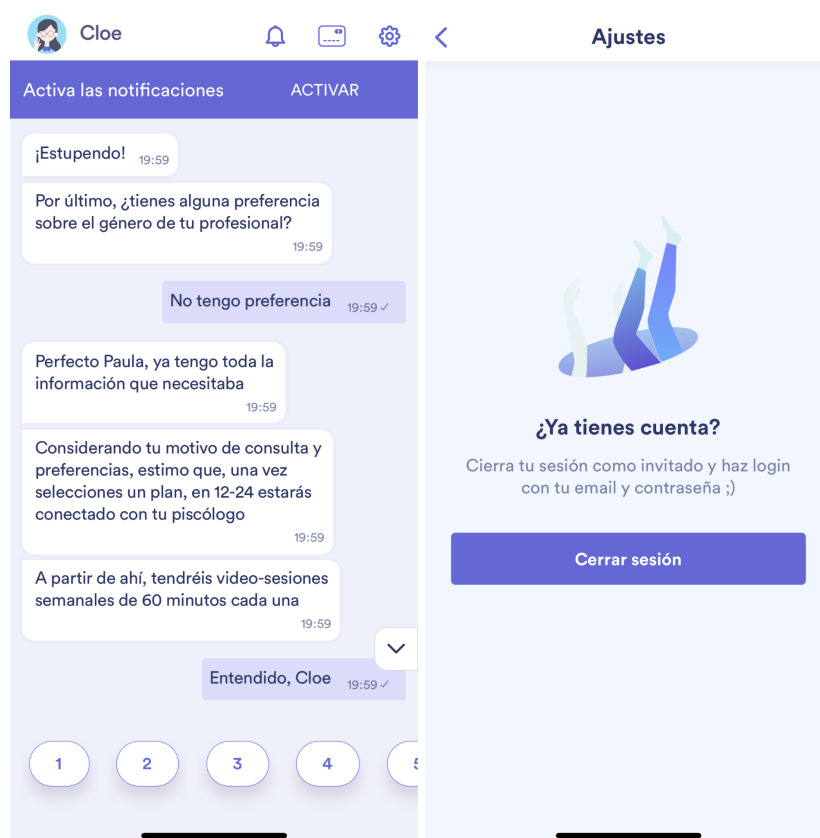 Cloe
Activa las notificaciones ACTIVAR
¡Estupendo! 19:59
Por último, ¿tienes alguna preferencia
sobre el género de tu profesional?
19:59
No tengo preferencia 19:59 ✓
Perfecto Paula, ya tengo toda la
información que necesitaba
19:59
Considerando tu motivo de consulta y
preferencias, estimo que, una vez
selecciones un plan, en 12-24 estarás
conectado con tu piscólogo
19:59
A partir de ahí, tendréis video-sesiones
semanales de 60 minutos cada una
19:59
Entendido, Cloe 19:59 ✓
1 2 3 4 5
Ajustes
¿Ya tienes cuenta?
Cierra tu sesión como invitado y haz login
con tu email y contraseña ;)
Cerrar sesión